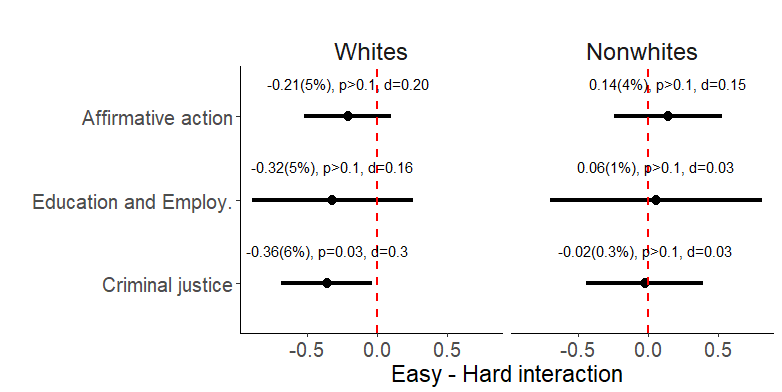 Whites
Nonwhites
-0.21(5%), p>0.1, d=0.20
0.14(4%), p>0.1, d=0.15
Affirmative action
-0.32(5%), p>0.1, d=0.16
0.06(1%), p>0.1, d=0.03
Education and Employ.
-0.36(6%), p=0.03, d=0.3
-0.02(0.3%), p>0.1, d=0.03
Criminal justice
-0.5 0.0 0.5
-0.5 0.0 0.5
Easy - Hard interaction